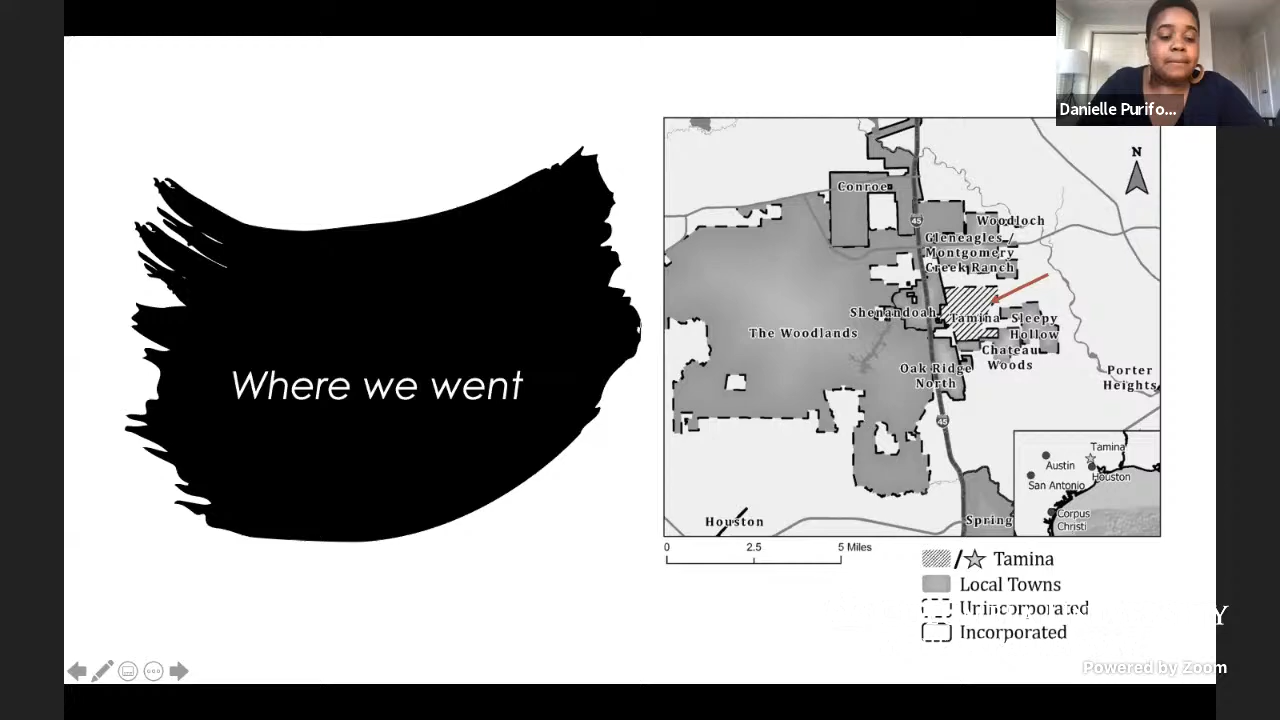 Danielle Purifo...
Where we went
N
Conroe
45
Woodloch
Gleneagles /
Montgomery
Creek Ranch
Shenandoah
Tamina
Sleepy
Hollow
The Woodlands
Chateau
Woods
Oak Ridge
North
Porter
Heights
45
Tamina
Austin
Houston
San Antonio
Corpus
Christi
Houston
Spring
0 2.5 5 Miles
/ Tamina
Local Towns
Unincorporated
Incorporated
Y
Powered by Zoom